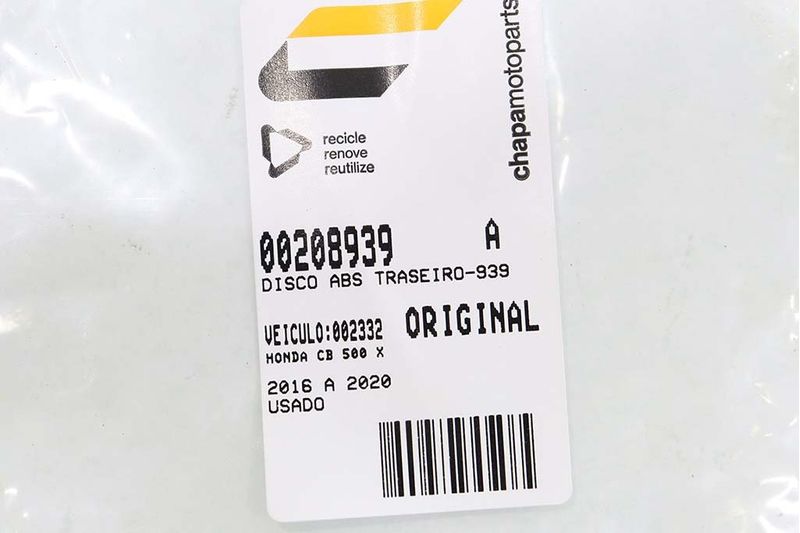 chapamotoparts
recicle
renove
reutilize
00208939 A
DISCO ABS TRASEIRO-939
VEICULO:002332 ORIGINAL
HONDA CB 500 X
2016 A 2020
USADO